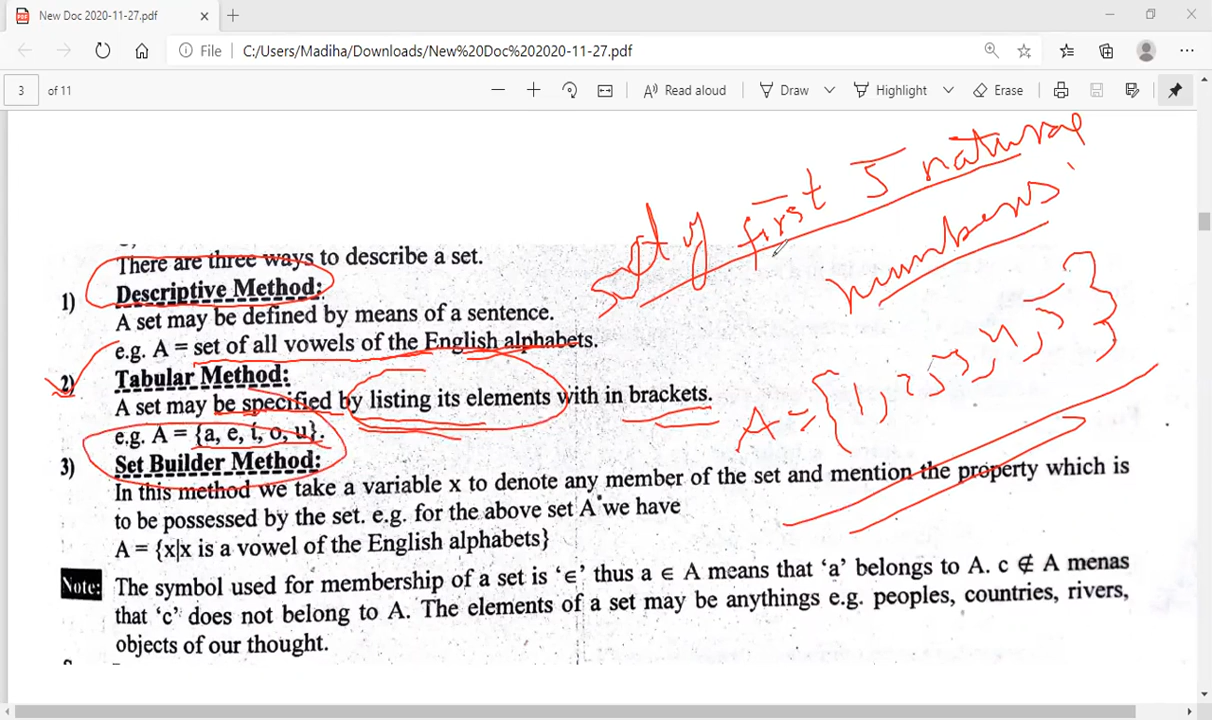 New Doc 2020-11-27.pdf
File C:/Users/Madiha/Downloads/New%20Doc%202020-11-27.pdf
3 of 11 Read aloud Draw Highlight Erase
Set of first 5 natural
numbers
There are three ways to describe a set.
1) Descriptive Method:
A set may be defined by means of a sentence.
e.g. A = set of all vowels of the English alphabets.
2) Tabular Method:
A set may be specified by listing its elements with in brackets.
e.g. A = {a, e, i, o, u}.
A = {1, 2, 3, 4, 5}
3) Set Builder Method:
In this method we take a variable x to denote any member of the set and mention the property which is
to be possessed by the set. e.g. for the above set A we have
A = {x|x is a vowel of the English alphabets}
Note: The symbol used for membership of a set is ‘∈’ thus a ∈ A means that ‘a’ belongs to A. c ∉ A menas
that ‘c’ does not belong to A. The elements of a set may be anythings e.g. peoples, countries, rivers,
objects of our thought.